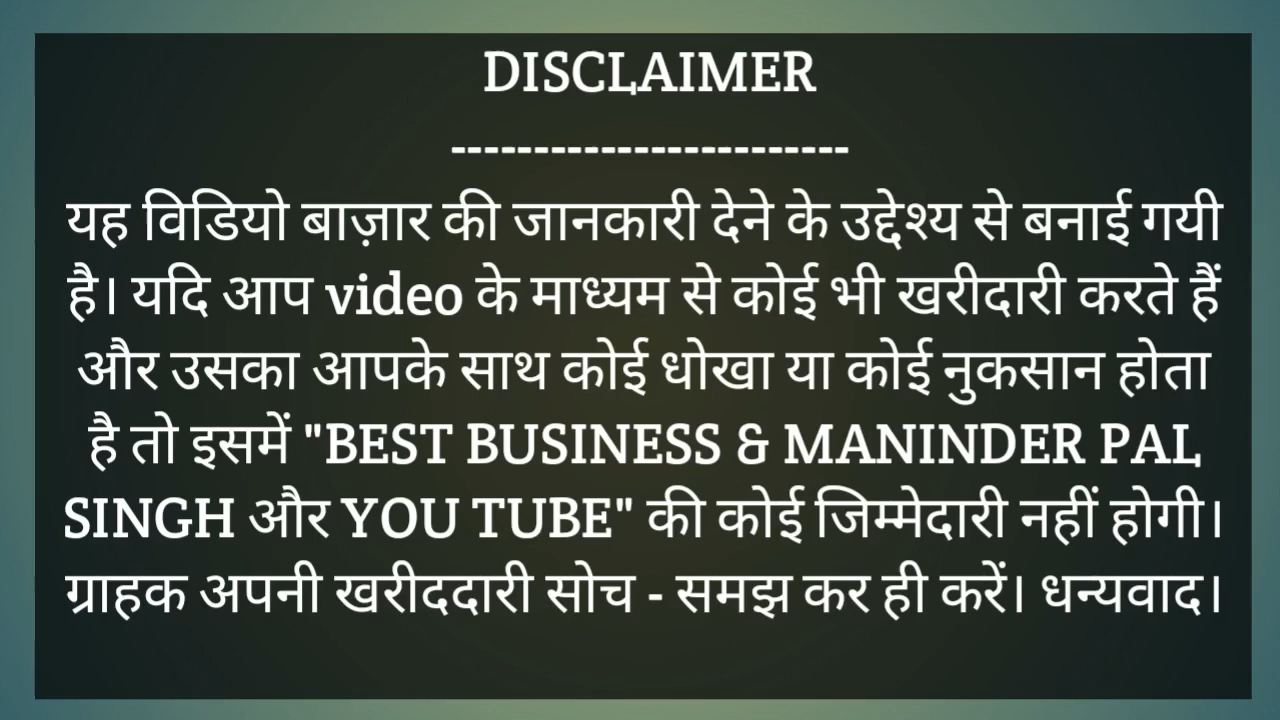 DISCLAIMER
------------------------
यह विडियो बाज़ार की जानकारी देने के उद्देश्य से बनाई गयी
है। यदि आप video के माध्यम से कोई भी खरीदारी करते हैं
और उसका आपके साथ कोई धोखा या कोई नुकसान होता
है तो इसमें "BEST BUSINESS & MANINDER PAL
SINGH और YOU TUBE" की कोई जिम्मेदारी नहीं होगी।
ग्राहक अपनी खरीददारी सोच - समझ कर ही करें। धन्यवाद।